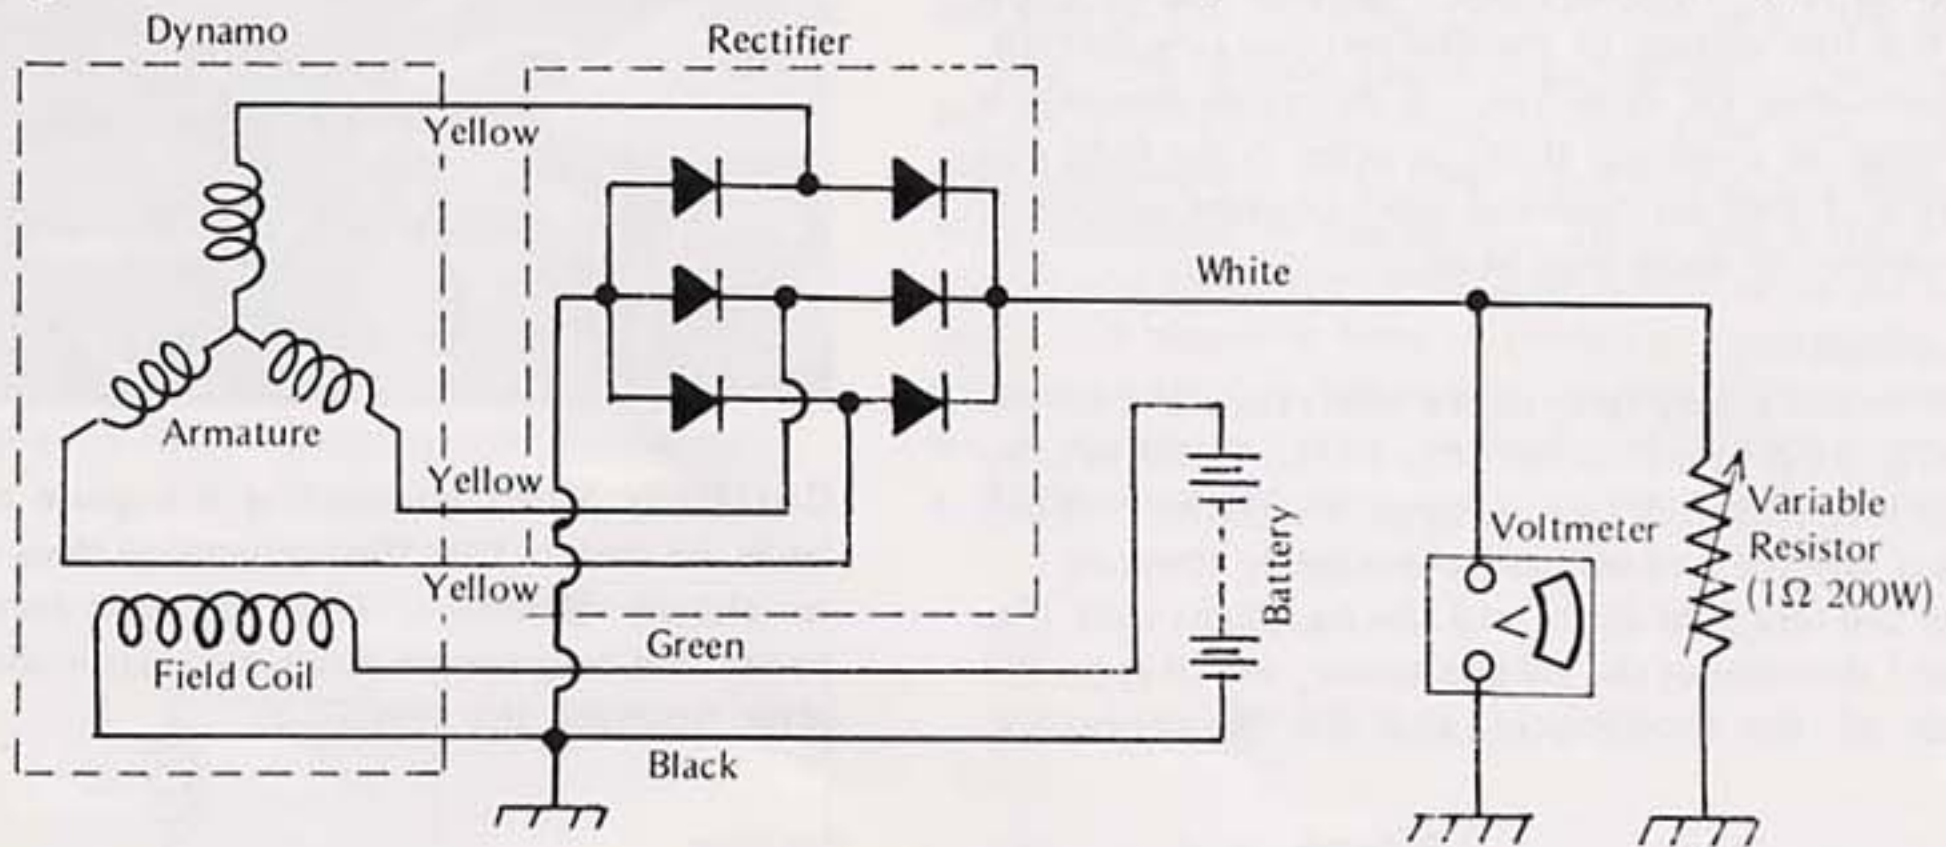 Dynamo
Rectifier
Yellow
White
Armature
Yellow
Yellow
Field Coil
Green
Black
Battery
Voltmeter
Variable
Resistor
(1Ω 200W)